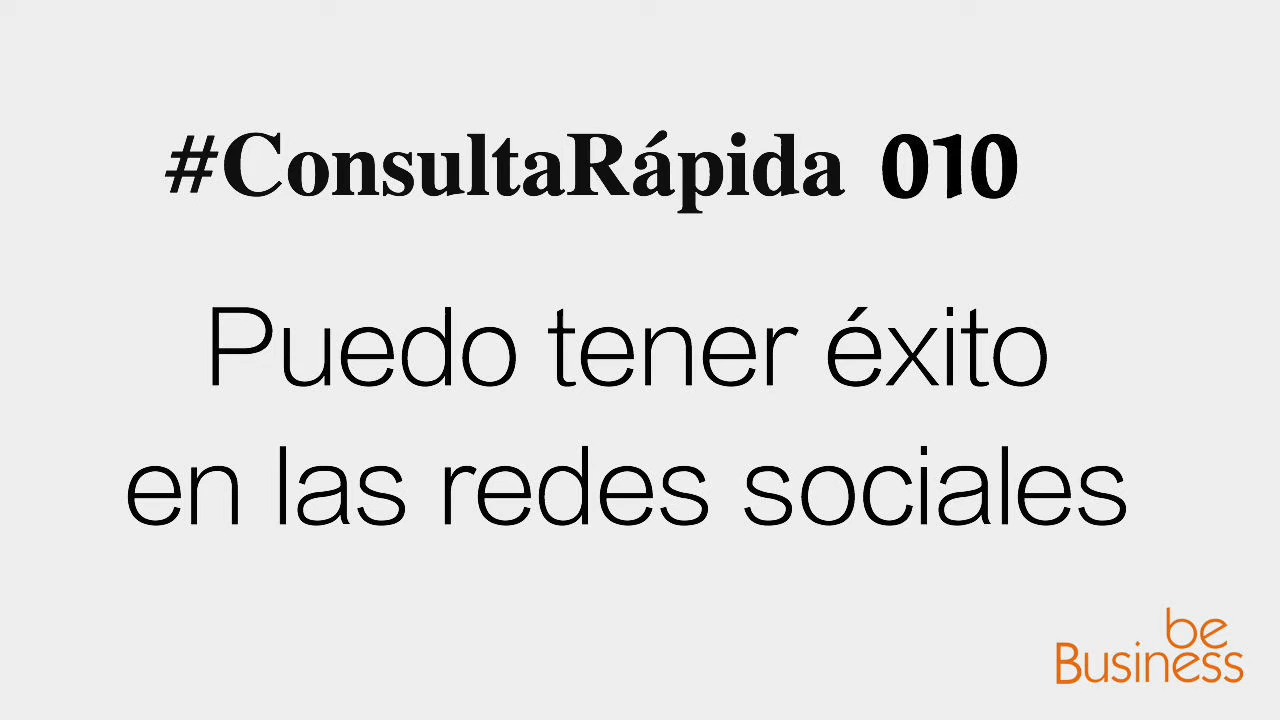 #ConsultaRápida 010
Puedo tener éxito
en las redes sociales
be
Business